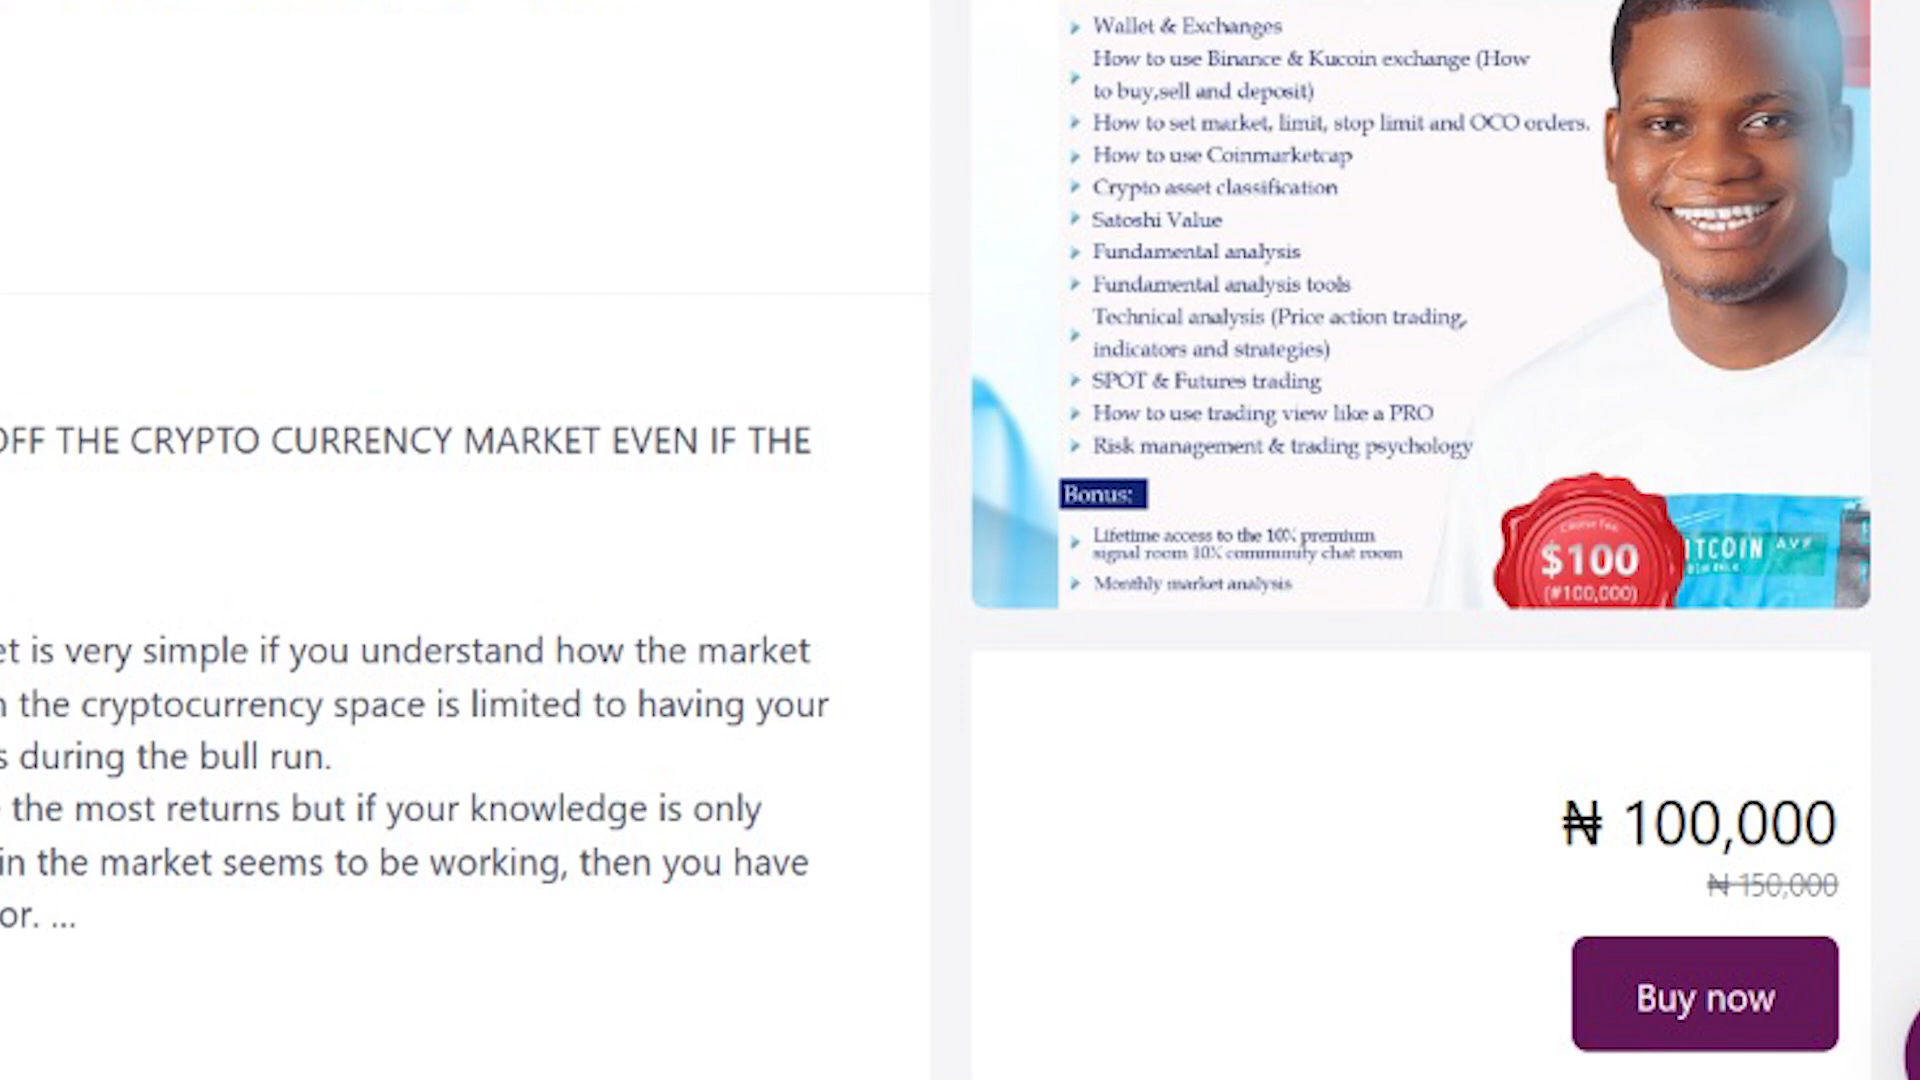 OFF THE CRYPTO CURRENCY MARKET EVEN IF THE
is very simple if you understand how the market
the cryptocurrency space is limited to having your
during the bull run.
the most returns but if your knowledge is only
in the market seems to be working, then you have
or. ...
Wallet & Exchanges
How to use Binance & Kucoin exchange (How
to buy,sell and deposit)
How to set market, limit, stop limit and OCO orders.
How to use Coinmarketcap
Crypto asset classification
Satoshi Value
Fundamental analysis
Fundamental analysis tools
Technical analysis (Price action trading,
indicators and strategies)
SPOT & Futures trading
How to use trading view like a PRO
Risk management & trading psychology
Bonus:
Lifetime access to the 10X premium
signal room 10X community chat room
Monthly market analysis
Course Fee
$100
(₦100,000)
ITCOIN AVE
₦ 100,000
₦ 150,000
Buy now